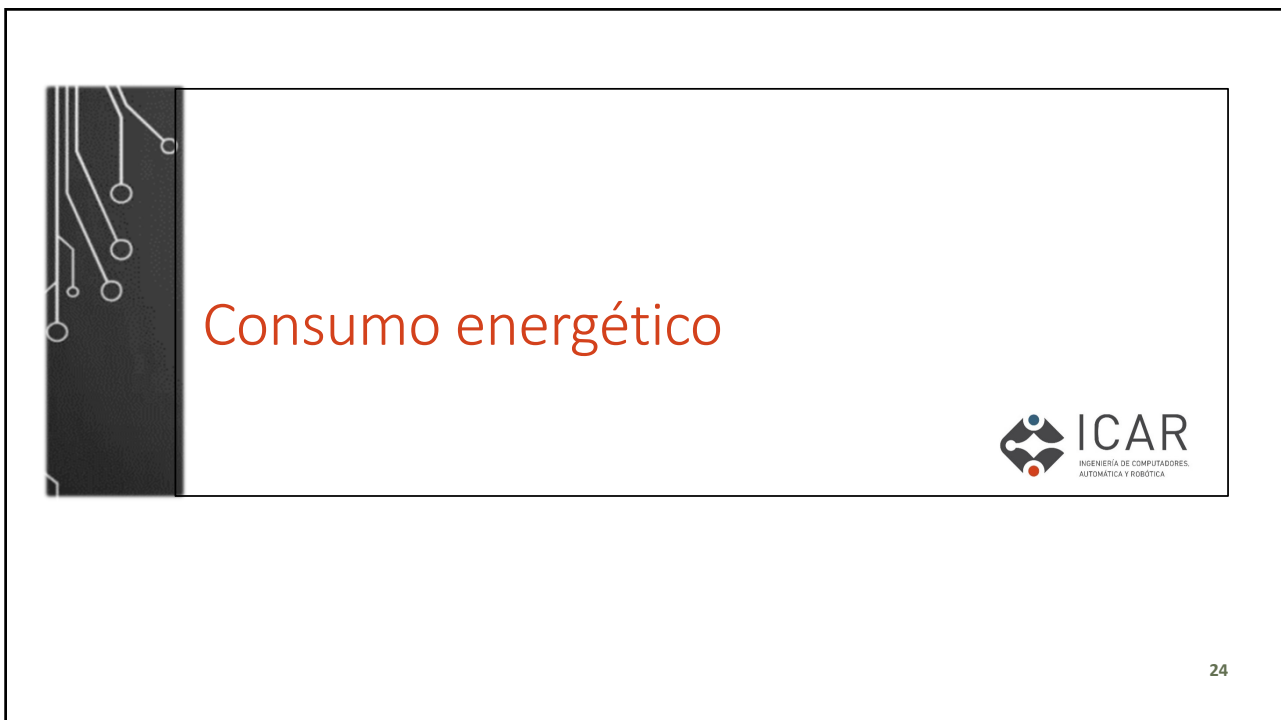 Consumo energético
ICAR
INGENIERÍA DE COMPUTADORES,
AUTOMÁTICA Y ROBÓTICA
24